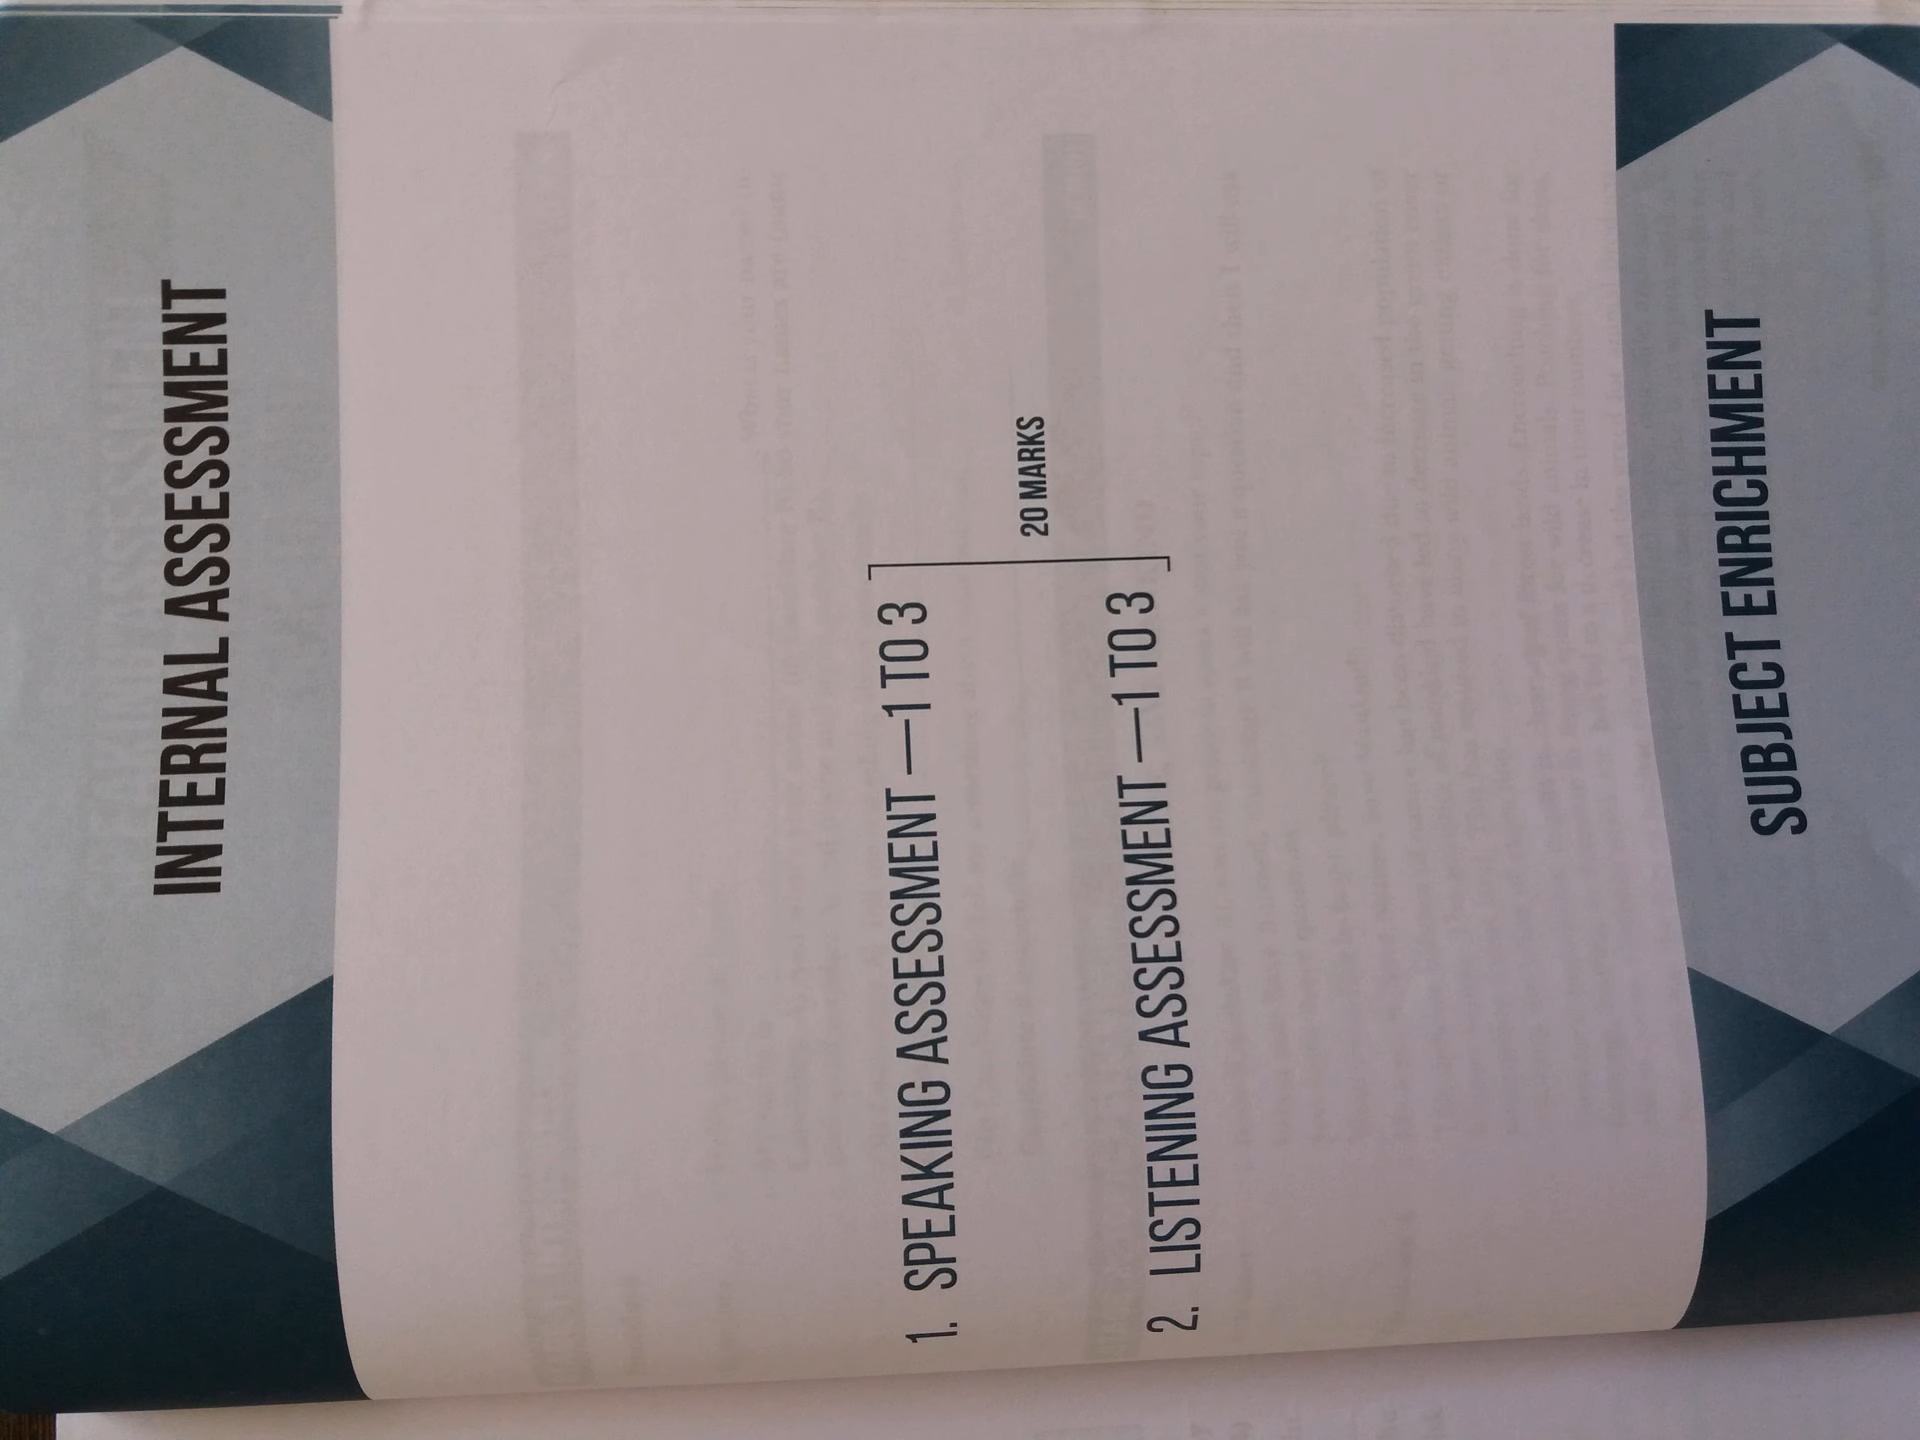 INTERNAL ASSESSMENT
1. SPEAKING ASSESSMENT —1 TO 3
20 MARKS
2. LISTENING ASSESSMENT —1 TO 3
SUBJECT ENRICHMENT